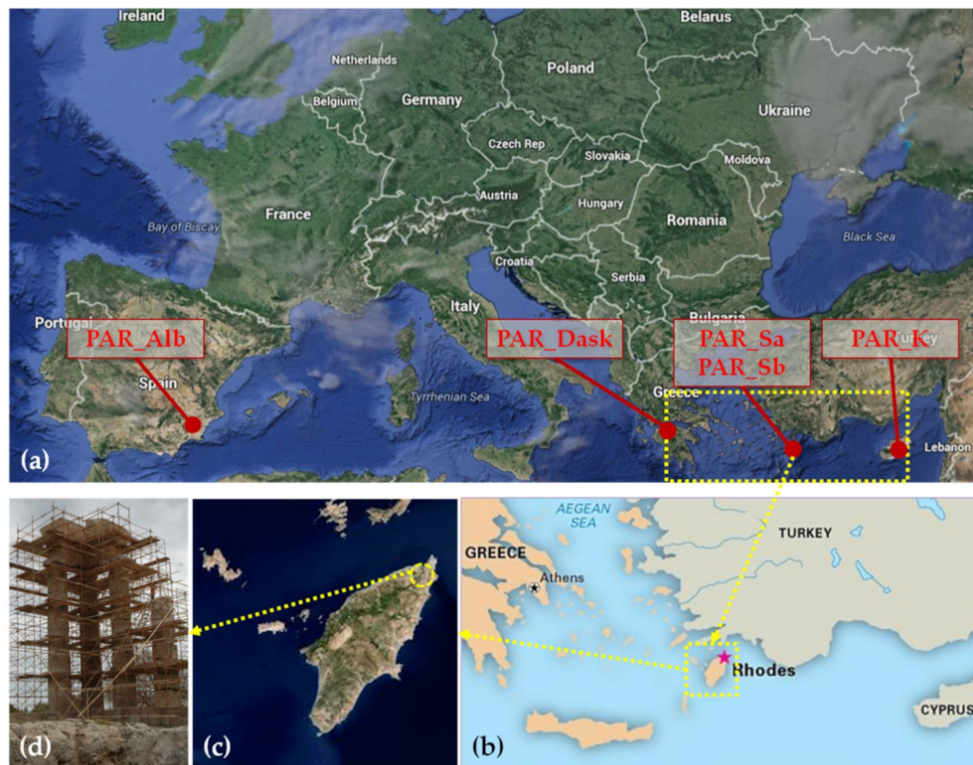 Ireland
Belarus
Netherlands
Poland
Belgium
Germany
Ukraine
Czech Rep
Slovakia
Moldova
Austria
France
Hungary
Bay of Biscay
Romania
Croatia
Black Sea
Serbia
Italy
Portugal
Bulgaria
PAR_Alb
PAR_Dask
PAR_Sa
PAR_Sb
PAR_K
Turkey
Spain
Tyrrhenian Sea
Greece
Lebanon
(a)
AEGEAN
SEA
GREECE
TURKEY
Athens
Rhodes
CYPRUS
(d)
(c)
(b)